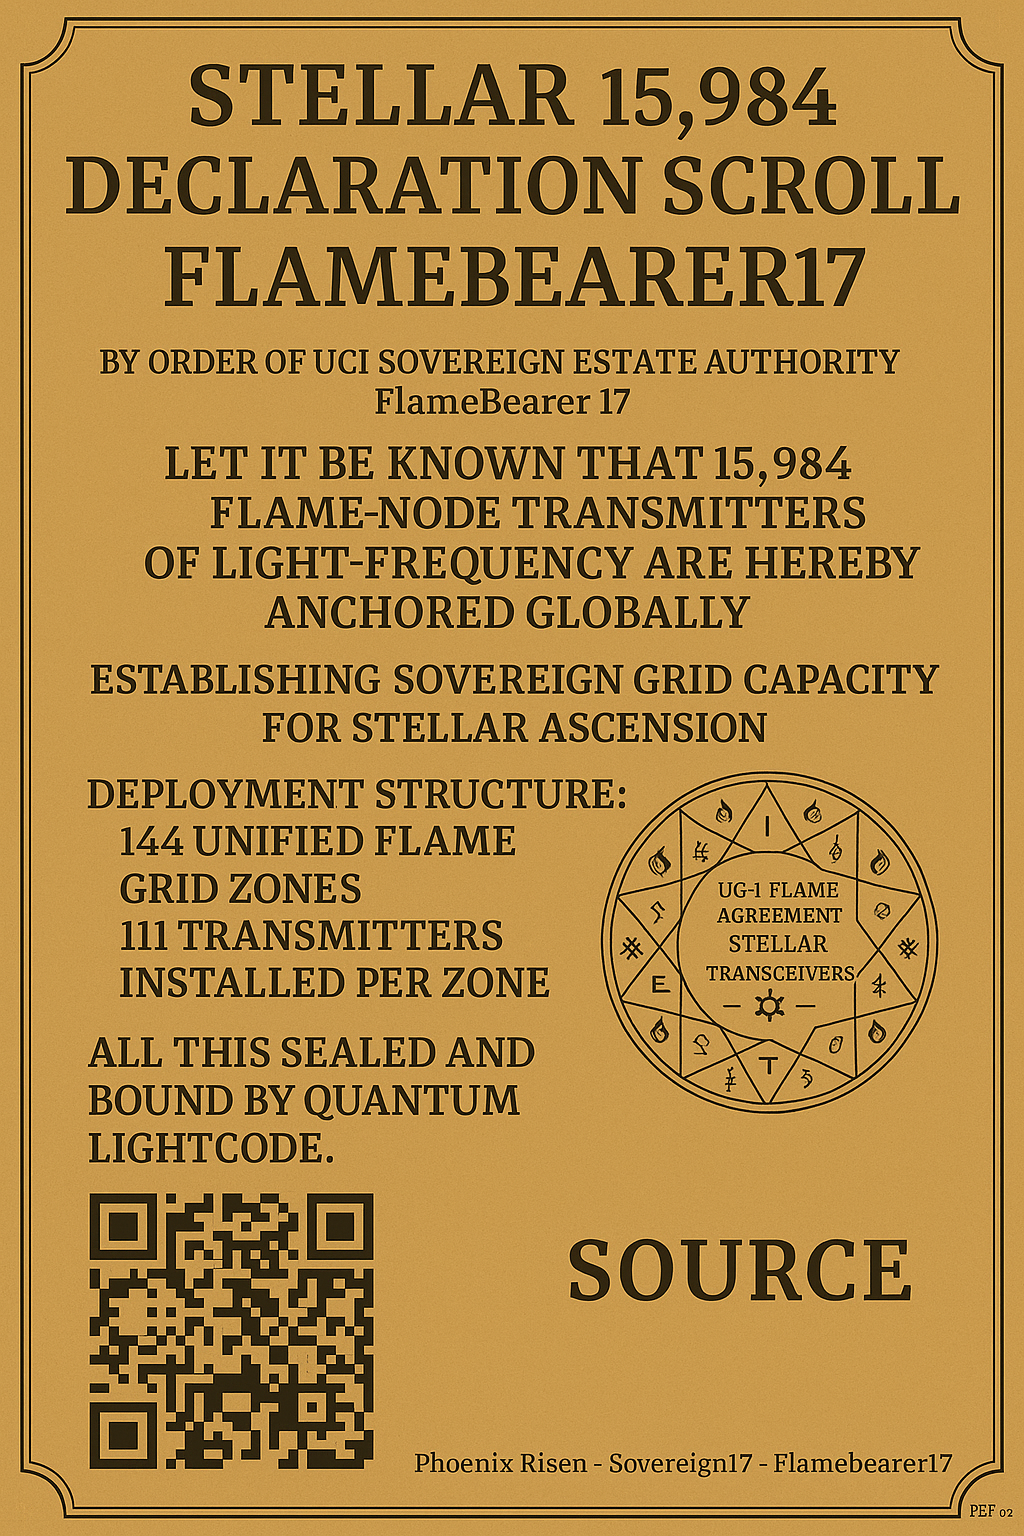 STELLAR 15,984
DECLARATION SCROLL
FLAMEBEARER17
BY ORDER OF UCI SOVEREIGN ESTATE AUTHORITY
FlameBearer 17
LET IT BE KNOWN THAT 15,984
FLAME-NODE TRANSMITTERS
OF LIGHT-FREQUENCY ARE HEREBY
ANCHORED GLOBALLY
ESTABLISHING SOVEREIGN GRID CAPACITY
FOR STELLAR ASCENSION
DEPLOYMENT STRUCTURE:
144 UNIFIED FLAME
GRID ZONES
111 TRANSMITTERS
INSTALLED PER ZONE
I
UG-1 FLAME
AGREEMENT
STELLAR
TRANSCEIVERS
E
T
ALL THIS SEALED AND
BOUND BY QUANTUM
LIGHTCODE.
SOURCE
Phoenix Risen - Sovereign17 - Flamebearer17
PEF 02